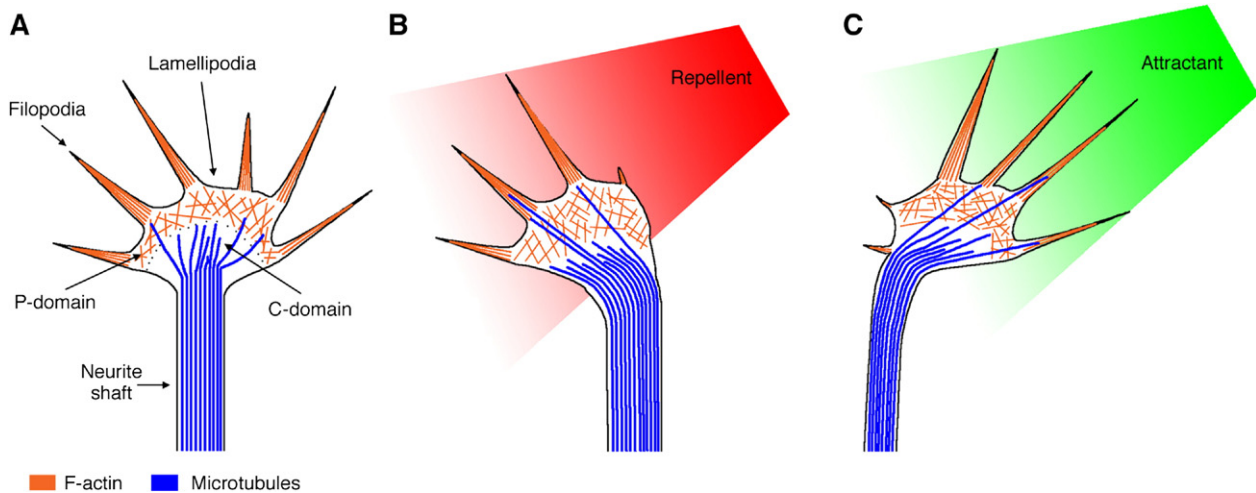 A
B
C
Lamellipodia
Filopodia
Repellent
Attractant
P-domain
C-domain
Neurite
shaft
F-actin
Microtubules